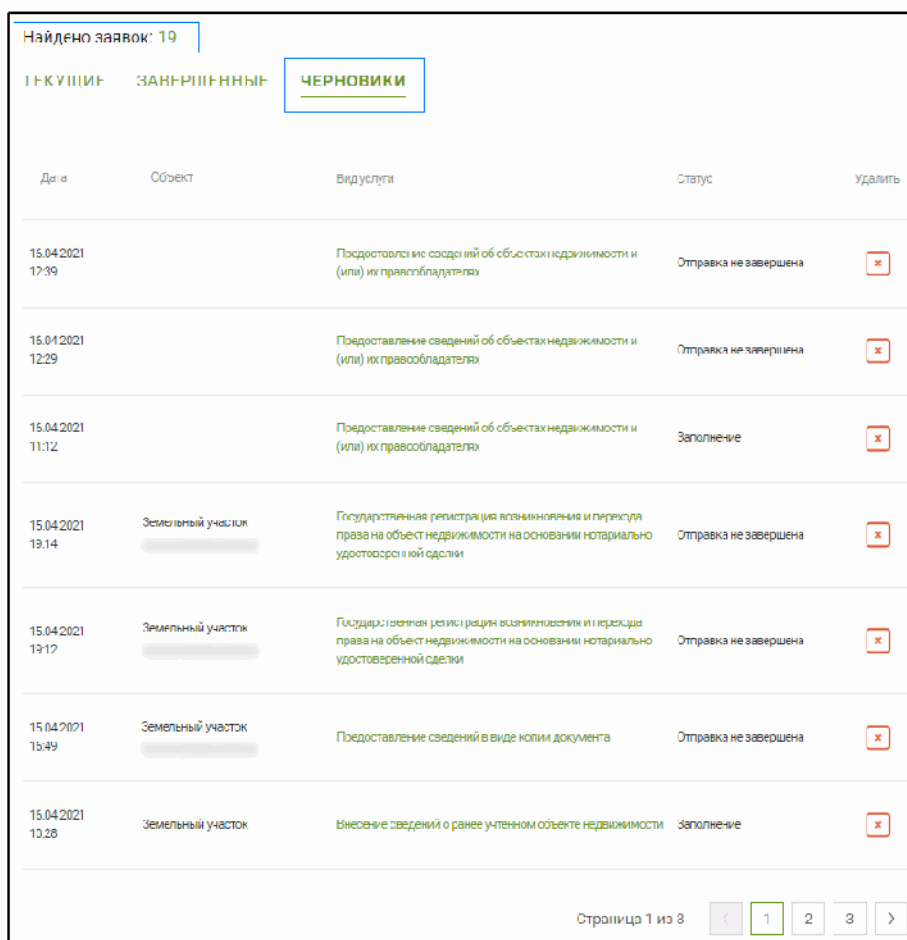 Найдено заявок: 19
ТЕКУЩИЕ ЗАВЕРШЕННЫЕ ЧЕРНОВИКИ
Дата Объект Вид услуги Статус Удалить
16.04.2021
12:39
Предоставление сведений об объектах недвижимости и
(или) их правообладателях
Отправка не завершена
16.04.2021
12:29
Предоставление сведений об объектах недвижимости и
(или) их правообладателях
Отправка не завершена
16.04.2021
11:12
Предоставление сведений об объектах недвижимости и
(или) их правообладателях
Заполнение
15.04.2021
19:14
Земельный участок
Государственная регистрация возникновения и перехода
права на объект недвижимости на основании нотариально
удостоверенной сделки
Отправка не завершена
15.04.2021
19:12
Земельный участок
Государственная регистрация возникновения и перехода
права на объект недвижимости на основании нотариально
удостоверенной сделки
Отправка не завершена
15.04.2021
Земельный участок
Предоставление сведений в виде копии документа
Отправка не завершена
15.04.2021
10:28
Земельный участок
Внесение сведений о ранее учтенном объекте недвижимости
Заполнение
Страница 1 из 3 1 2 3